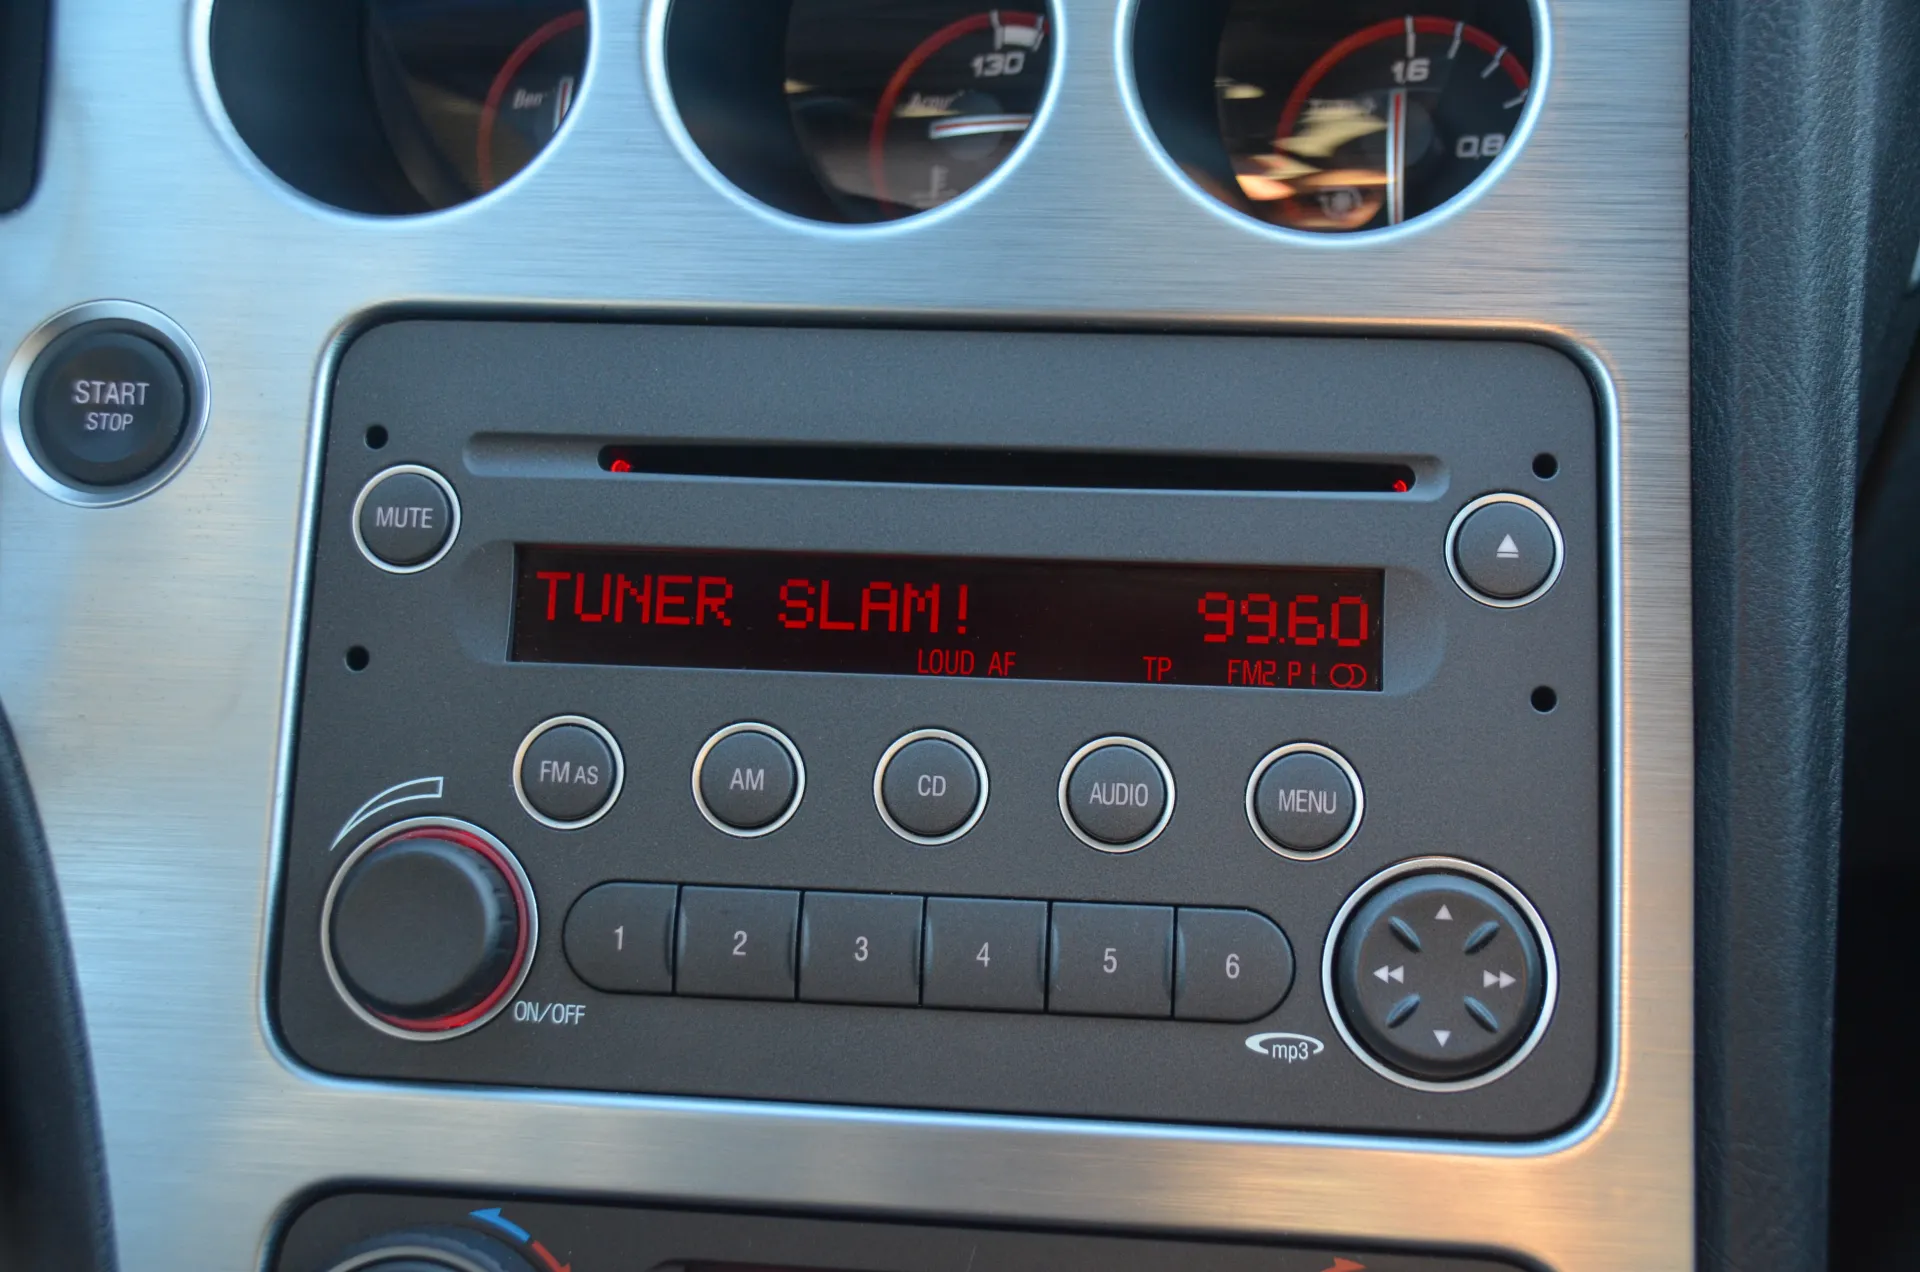 130
1.6
0.8
START
STOP
MUTE
TUNER SLAM! 99.60
LOUD AF TP FM2 P1
FM AS
AM
CD
AUDIO
MENU
1 2 3 4 5 6
ON/OFF
mp3